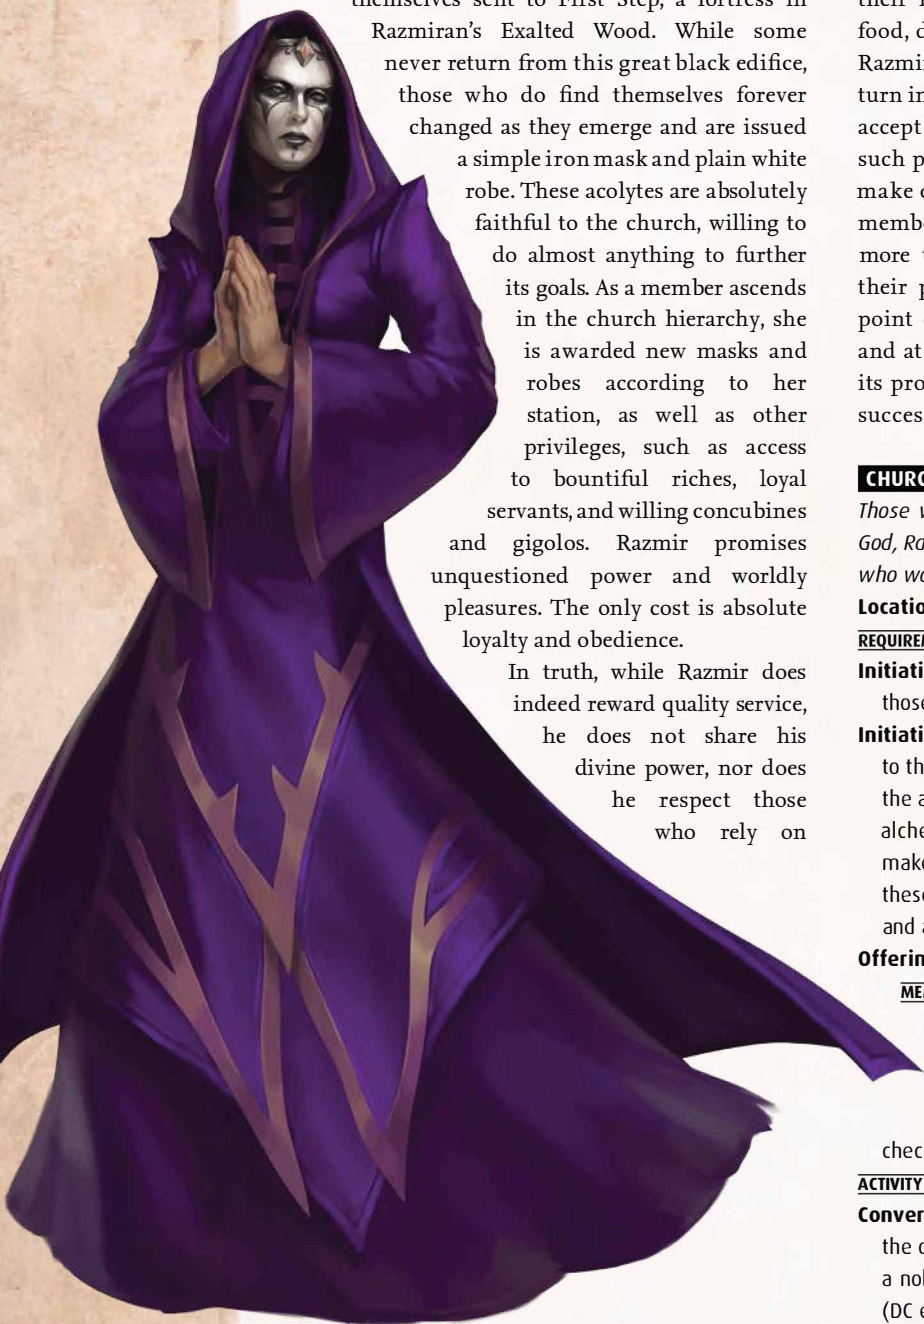 themselves sent to First Step, a fortress in
Razmiran's Exalted Wood. While some
never return from this great black edifice,
those who do find themselves forever
changed as they emerge and are issued
a simple iron mask and plain white
robe. These acolytes are absolutely
faithful to the church, willing to
do almost anything to further
its goals. As a member ascends
in the church hierarchy, she
is awarded new masks and
robes according to her
station, as well as other
privileges, such as access
to bountiful riches, loyal
servants, and willing concubines
and gigolos. Razmir promises
unquestioned power and worldly
pleasures. The only cost is absolute
loyalty and obedience.
In truth, while Razmir does
indeed reward quality service,
he does not share his
divine power, nor does
he respect those
who rely on
their
food, d
Razmi
turn in
accept
such p
make
memb
more
their p
point
and at
its pro
succes
CHURC
Those
God, Ra
who wa
Locatio
REQUIREM
Initiati
those
Initiati
to th
the a
alche
make
these
and a
Offerin
ME
chec
ACTIVITY
Conver
the
a no
(DC e